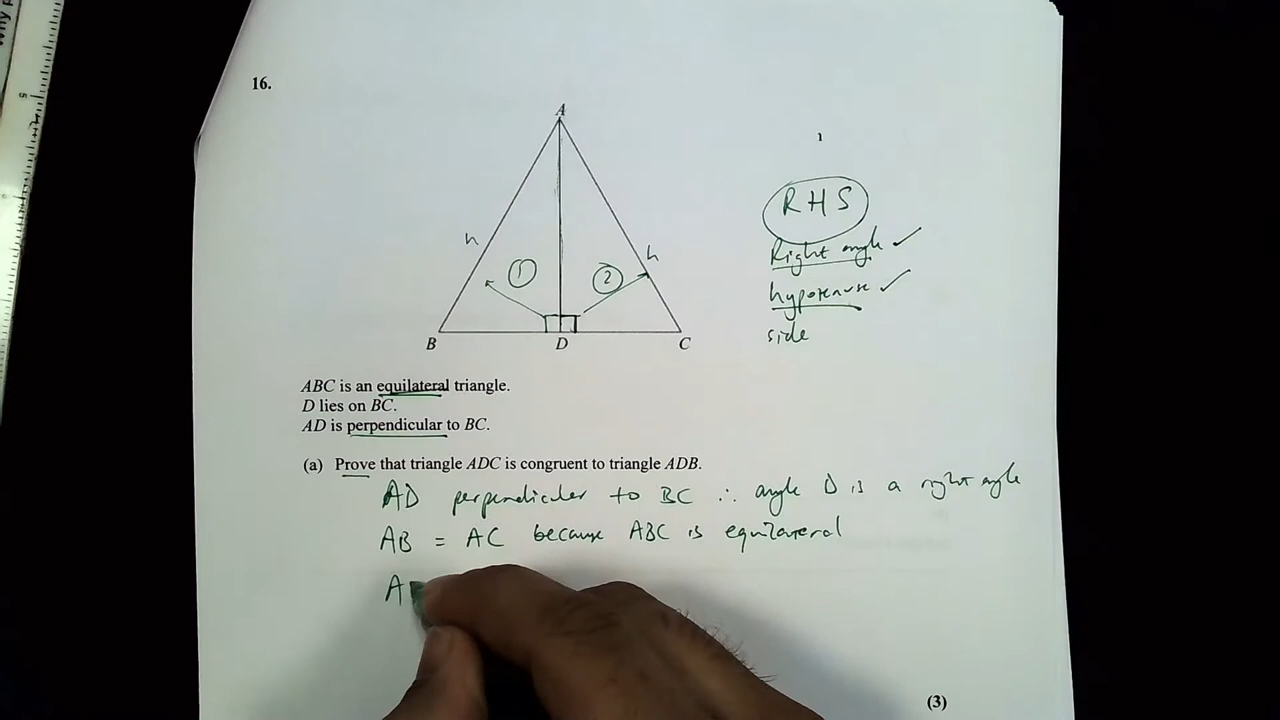 16.
A
1
RHS
Right angle ✓
h
h
① ②
hypotenuse ✓
side
B D C
ABC is an equilateral triangle.
D lies on BC.
AD is perpendicular to BC.
(a) Prove that triangle ADC is congruent to triangle ADB.
AD perpendicular to BC ∴ angle D is a right angle
AB = AC because ABC is equilateral
A
(3)